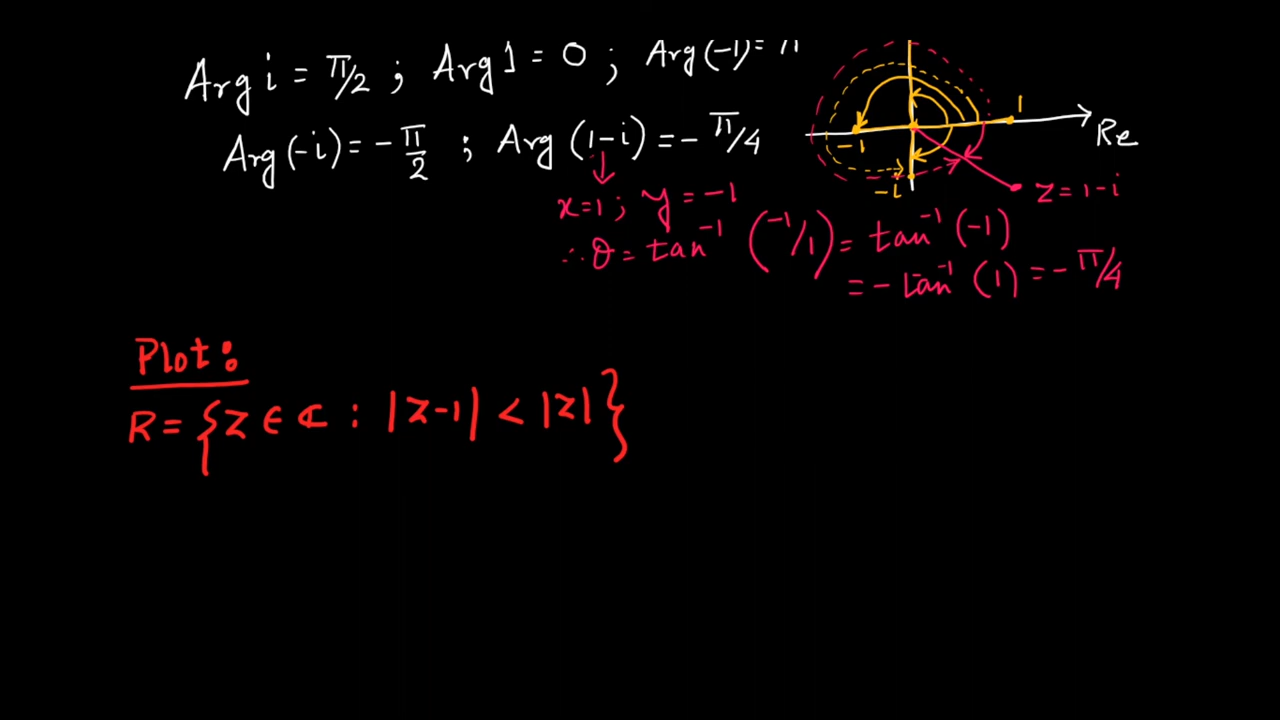 Arg i = π/2 ; Arg 1 = 0 ; Arg(-1) = π
Arg(-i) = -π/2 ; Arg (1-i) = -π/4
x=1 ; y = -1
∴ θ = tan⁻¹ (-1/1) = tan⁻¹ (-1)
= - tan⁻¹ (1) = - π/4
1
Re
-1
-i
z = 1-i
Plot:
R = {z ∈ ℂ : |z-1| < |z|}